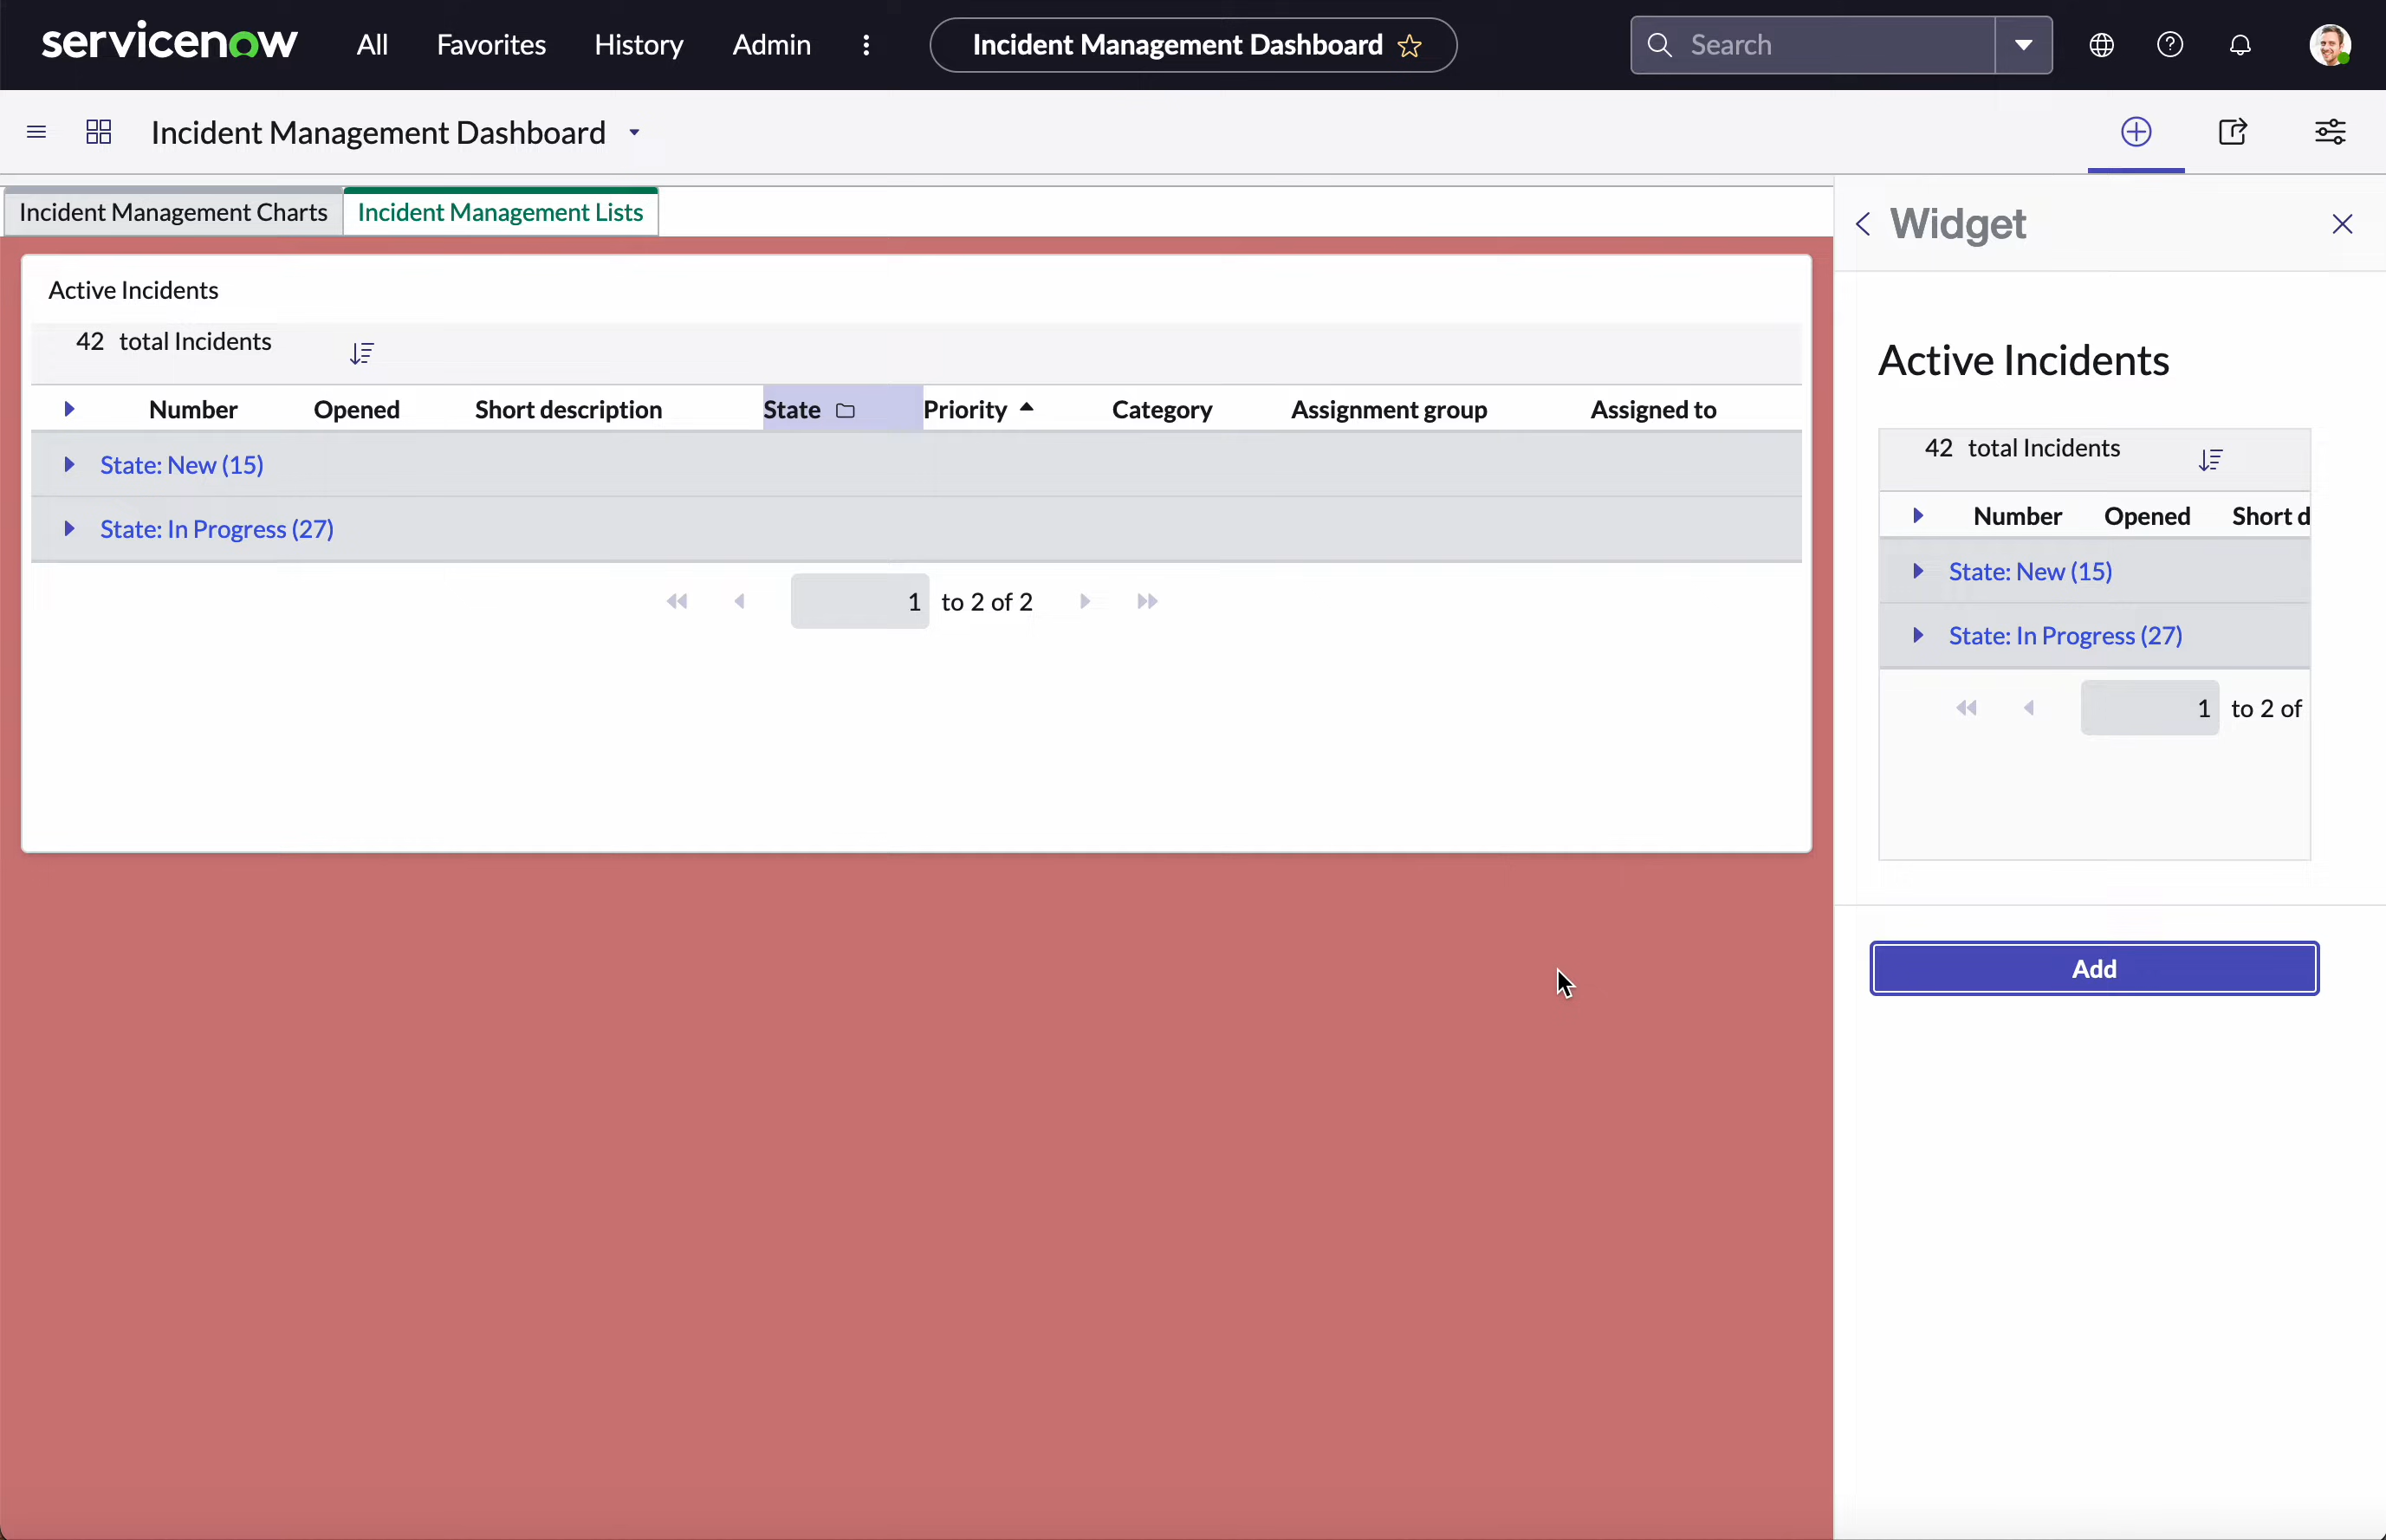 servicenow All Favorites History Admin Incident Management Dashboard Search
Incident Management Dashboard
Incident Management Charts Incident Management Lists
Active Incidents
42 total Incidents
Number Opened Short description State Priority Category Assignment group Assigned to
State: New (15)
State: In Progress (27)
1 to 2 of 2
Widget
Active Incidents
42 total Incidents
Number Opened Short d
State: New (15)
State: In Progress (27)
1 to 2 of
Add